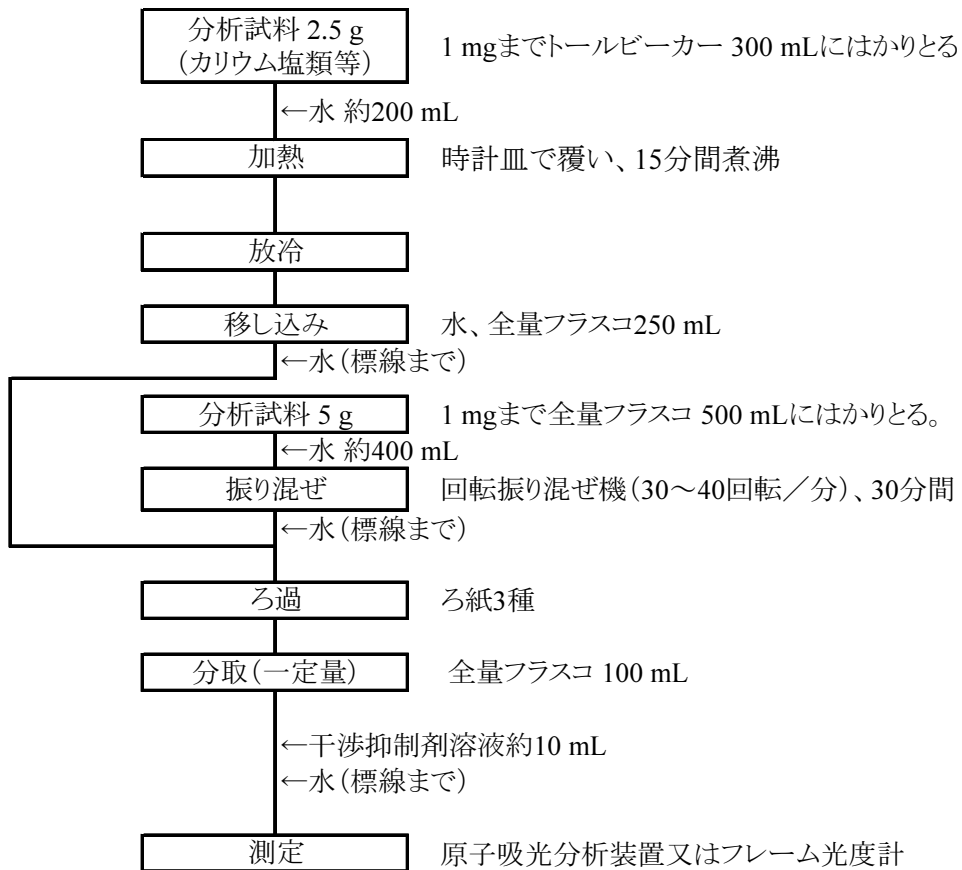 分析試料 2.5 g
(カリウム塩類等)
1 mgまでトールビーカー 300 mLにはかりとる
←水 約200 mL
加熱
時計皿で覆い、15分間煮沸
放冷
移し込み
水、全量フラスコ250 mL
←水(標線まで)
分析試料 5 g
1 mgまで全量フラスコ 500 mLにはかりとる。
←水 約400 mL
振り混ぜ
回転振り混ぜ機(30～40回転／分)、30分間
←水(標線まで)
ろ過
ろ紙3種
分取(一定量)
全量フラスコ 100 mL
←干渉抑制剤溶液約10 mL
←水(標線まで)
測定
原子吸光分析装置又はフレーム光度計